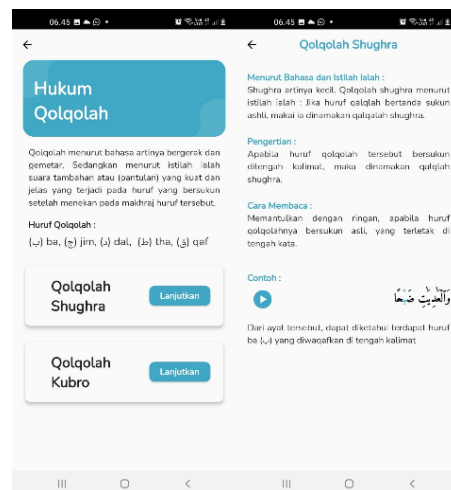 06.45
Hukum
Qolqolah
Qolqolah menurut bahasa artinya bergerak dan
gemetar. Sedangkan menurut istilah ialah
suara tambahan atau (pantulan) yang kuat dan
jelas yang terjadi pada huruf yang bersukun
setelah menekan pada makhraj huruf tersebut.
Huruf Qolqolah :
(ب) ba, (ج) jim, (د) dal, (ط) tha, (ق) qaf
Qolqolah
Shughra
Lanjutkan
Qolqolah
Kubro
Lanjutkan
06.45
Qolqolah Shughra
Menurut Bahasa dan Istilah Ialah :
Shughra artinya kecil, Qolqolah shughra menurut
istilah ialah : Jika huruf qalqlah bertanda sukun
ashli, makai ia dinamakan qalqalah shughra.
Pengertian :
Apabila huruf qolqolah tersebut bersukun
ditengah kalimat, maka dinamakan qalqlah
shughra.
Cara Membaca :
Memantulkan dengan ringan, apabila huruf
qolqolahnya bersukun asli, yang terletak di
tengah kata.
Contoh :
وَالْعٰدِيٰتِ ضَبْحًا
Dari ayat tersebut, dapat diketahui terdapat huruf
ba (ب) yang diwaqafkan di tengah kalimat